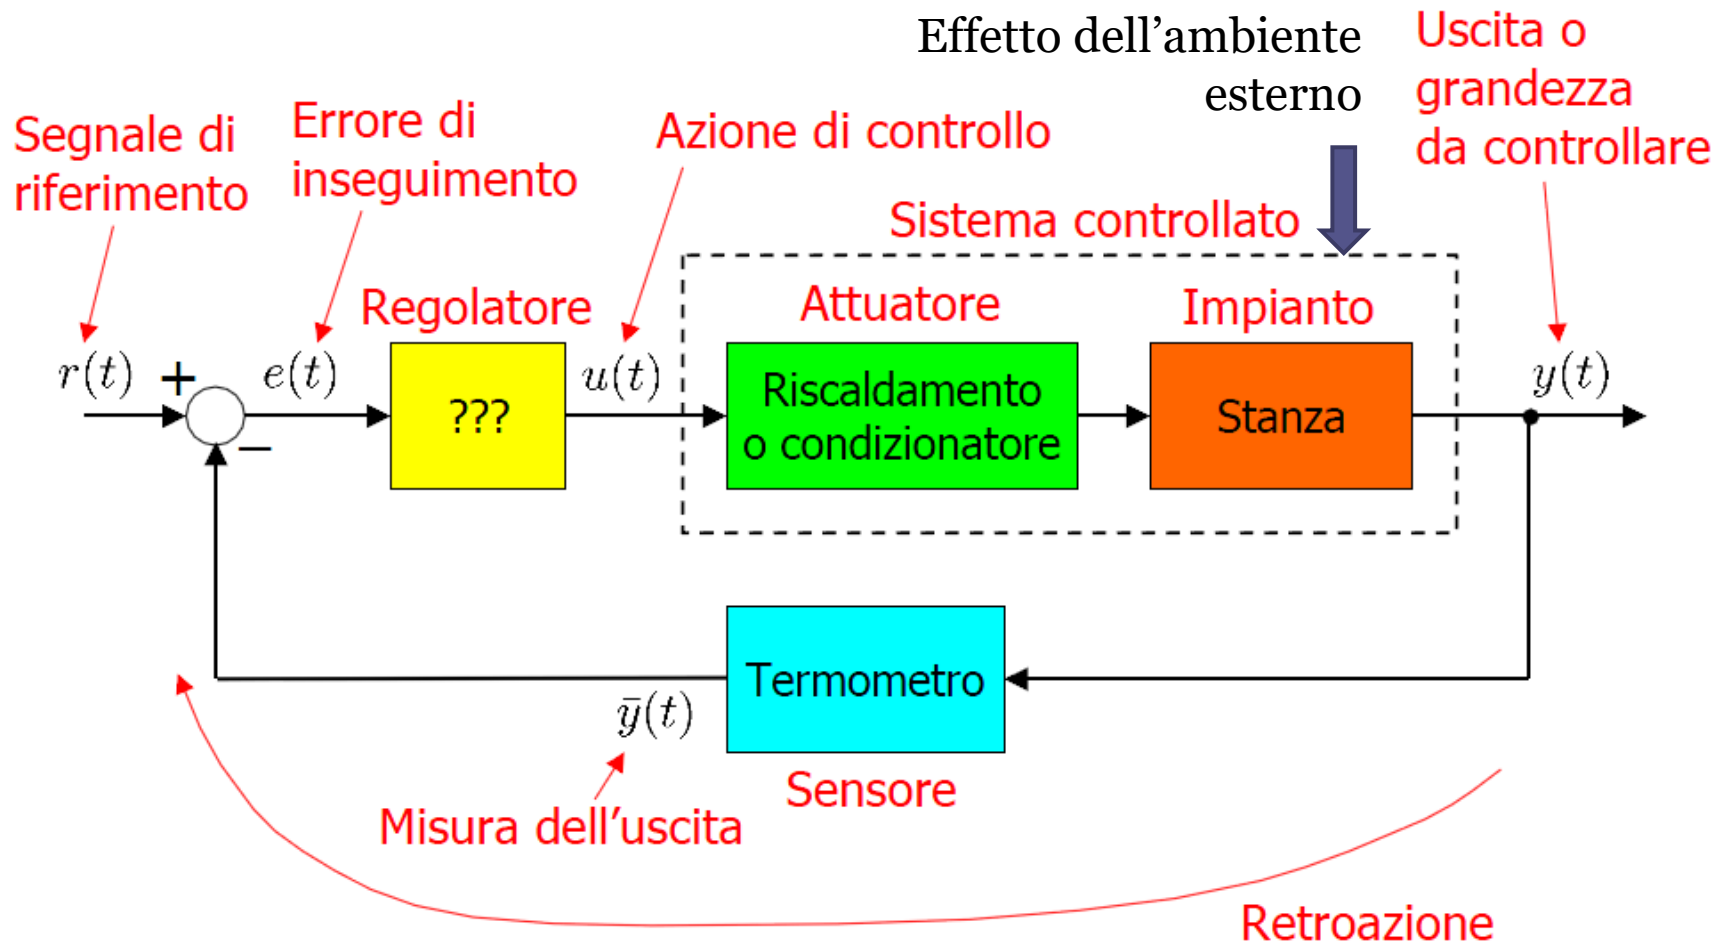 Effetto dell’ambiente
esterno
Uscita o
grandezza
da controllare
Segnale di
riferimento
Errore di
inseguimento
Azione di controllo
Sistema controllato
Regolatore
Attuatore
Impianto
r(t)
+
−
e(t)
???
u(t)
Riscaldamento
o condizionatore
Stanza
y(t)
Termometro
ȳ(t)
Sensore
Misura dell’uscita
Retroazione